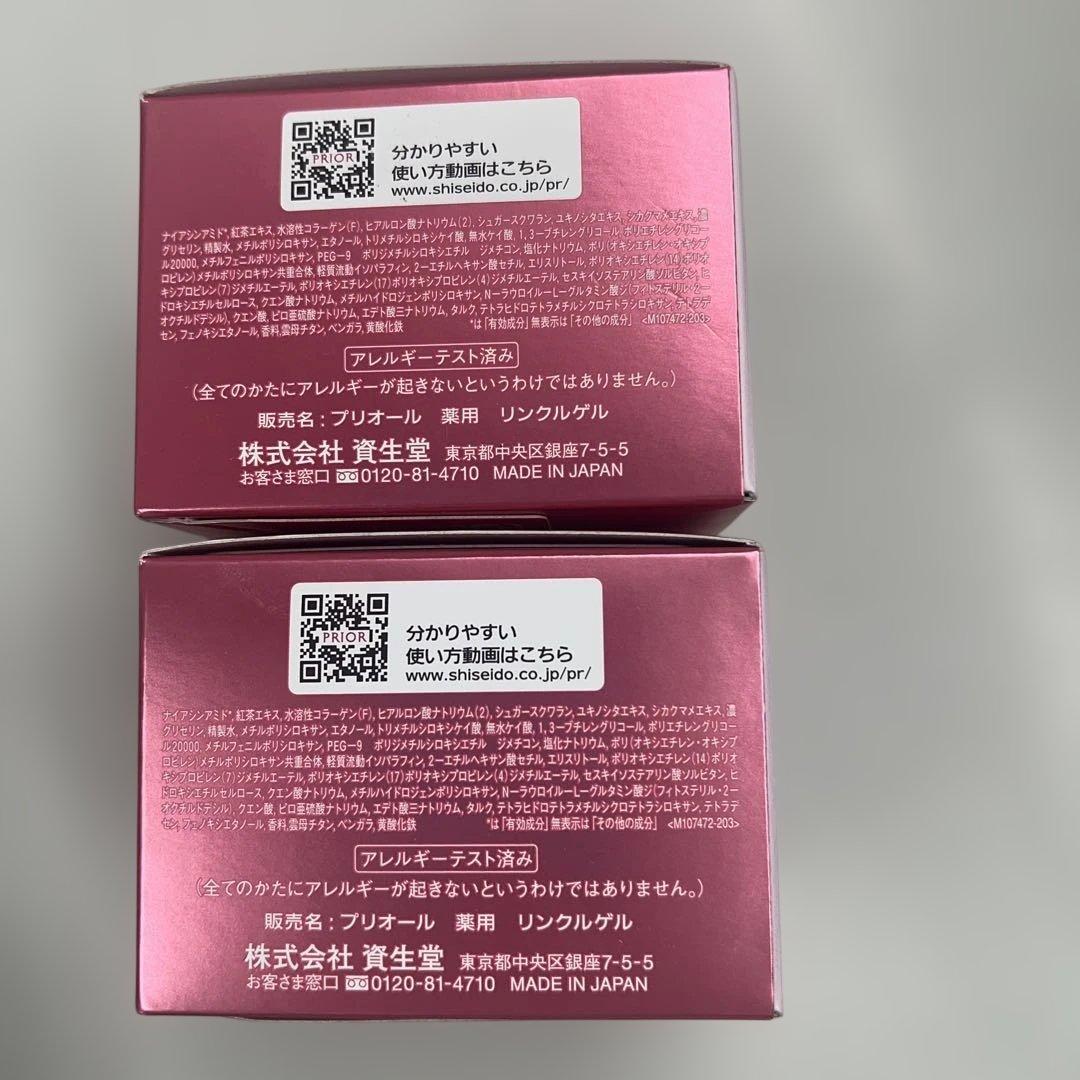 PRIOR
分かりやすい
使い方動画はこちら
www.shiseido.co.jp/pr/
ナイアシンアミド*, 紅茶エキス, 水溶性コラーゲン(F), ヒアルロン酸ナトリウム(2), シュガースクワラン, ユキノシタエキス, シカクマメエキス, 濃
グリセリン, 精製水, メチルポリシロキサン, エタノール, トリメチルシロキシケイ酸, 無水ケイ酸, 1, 3-ブチレングリコール, ポリエチレングリコー
ル20000, メチルフェニルポリシロキサン, PEG-9 ポリジメチルシロキシエチル ジメチコン, 塩化ナトリウム, ポリ(オキシエチレン・オキシプ
ロピレン)メチルポリシロキサン共重合体, 軽質流動イソパラフィン, 2-エチルヘキサン酸セチル, エリスリトール, ポリオキシエチレン(14)ポリオ
キシプロピレン(7)ジメチルエーテル, ポリオキシエチレン(17)ポリオキシプロピレン(4)ジメチルエーテル, セスキイソステアリン酸ソルビタン, ヒ
ドロキシエチルセルロース, クエン酸ナトリウム, メチルハイドロジェンポリシロキサン, N-ラウロイル-L-グルタミン酸ジ(フィトステリル・2-
オクチルドデシル), クエン酸, ピロ亜硫酸ナトリウム, エデト酸三ナトリウム, タルク, テトラヒドロテトラメチルシクロテトラシロキサン, テトラデ
セン, フェノキシエタノール, 香料, 雲母チタン, ベンガラ, 黄酸化鉄 *は「有効成分」無表示は「その他の成分」 <M107472-203>
アレルギーテスト済み
(全てのかたにアレルギーが起きないというわけではありません。)
販売名:プリオール 薬用 リンクルゲル
株式会社 資生堂 東京都中央区銀座7-5-5
お客さま窓口 0120-81-4710 MADE IN JAPAN
PRIOR
分かりやすい
使い方動画はこちら
www.shiseido.co.jp/pr/
ナイアシンアミド*, 紅茶エキス, 水溶性コラーゲン(F), ヒアルロン酸ナトリウム(2), シュガースクワラン, ユキノシタエキス, シカクマメエキス, 濃
グリセリン, 精製水, メチルポリシロキサン, エタノール, トリメチルシロキシケイ酸, 無水ケイ酸, 1, 3-ブチレングリコール, ポリエチレングリコー
ル20000, メチルフェニルポリシロキサン, PEG-9 ポリジメチルシロキシエチル ジメチコン, 塩化ナトリウム, ポリ(オキシエチレン・オキシプ
ロピレン)メチルポリシロキサン共重合体, 軽質流動イソパラフィン, 2-エチルヘキサン酸セチル, エリスリトール, ポリオキシエチレン(14)ポリオ
キシプロピレン(7)ジメチルエーテル, ポリオキシエチレン(17)ポリオキシプロピレン(4)ジメチルエーテル, セスキイソステアリン酸ソルビタン, ヒ
ドロキシエチルセルロース, クエン酸ナトリウム, メチルハイドロジェンポリシロキサン, N-ラウロイル-L-グルタミン酸ジ(フィトステリル・2-
オクチルドデシル), クエン酸, ピロ亜硫酸ナトリウム, エデト酸三ナトリウム, タルク, テトラヒドロテトラメチルシクロテトラシロキサン, テトラデ
セン, フェノキシエタノール, 香料, 雲母チタン, ベンガラ, 黄酸化鉄 *は「有効成分」無表示は「その他の成分」 <M107472-203>
アレルギーテスト済み
(全てのかたにアレルギーが起きないというわけではありません。)
販売名:プリオール 薬用 リンクルゲル
株式会社 資生堂 東京都中央区銀座7-5-5
お客さま窓口 0120-81-4710 MADE IN JAPAN